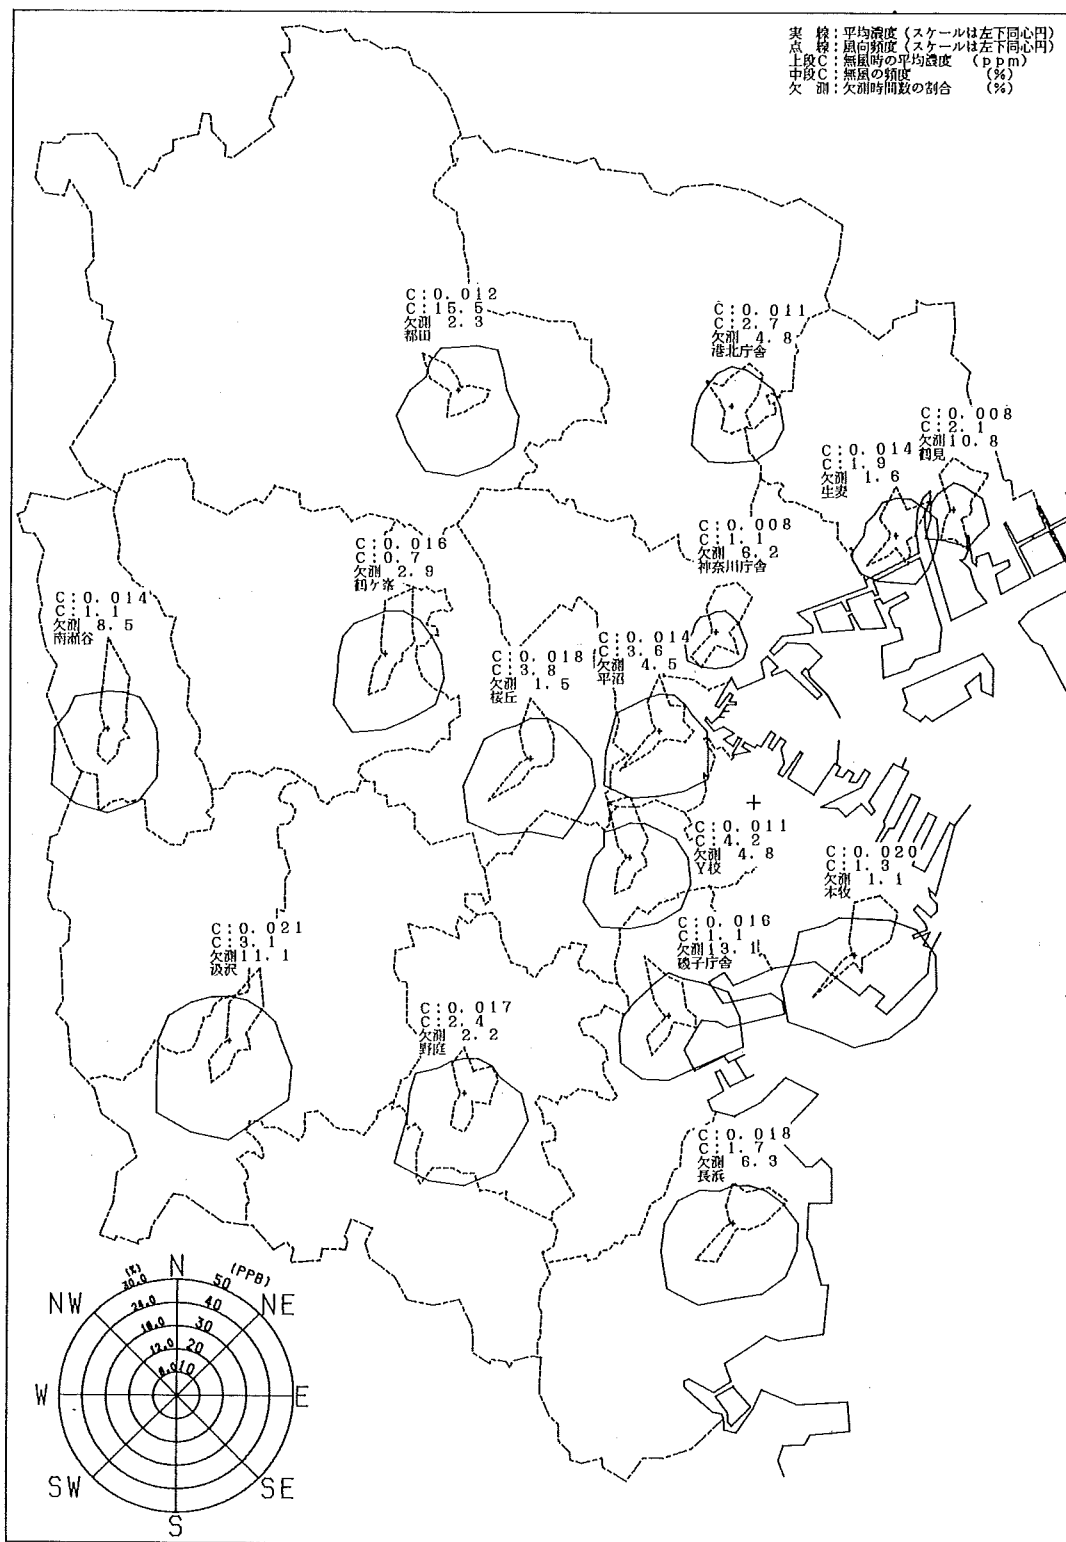 実 線：平均濃度（スケールは左下同心円）
点 線：風向頻度（スケールは左下同心円）
上段C：無風時の平均濃度 （ppm）
中段C：無風の頻度 （%）
欠 測：欠測時間数の割合 （%）
C:0.012
C:15.5
欠測 2.3
都田
C:0.011
C:2.7
欠測 4.8
港北庁舎
C:0.008
C:2.1
欠測10.8
鶴見
C:0.014
C:1.9
欠測 1.6
生麦
C:0.008
C:1.1
欠測 6.2
神奈川庁舎
C:0.016
C:0.7
欠測 2.9
鶴ケ峯
C:0.014
C:1.1
欠測 8.5
南瀬谷
C:0.014
C:3.6
欠測 4.5
平沼
C:0.018
C:3.8
欠測 1.5
桜丘
C:0.011
C:4.2
欠測 4.8
Y校
C:0.020
C:1.3
欠測 1.1
本牧
C:0.016
C:1.1
欠測13.1
磯子庁舎
C:0.021
C:3.1
欠測11.1
汲沢
C:0.017
C:2.4
欠測 2.2
野庭
C:0.018
C:1.7
欠測 6.3
長浜
(%) N (PPB)
30.0 50
NW 24.0 40 NE
18.0 30
12.0 20
6.0 10
W E
SW SE
S